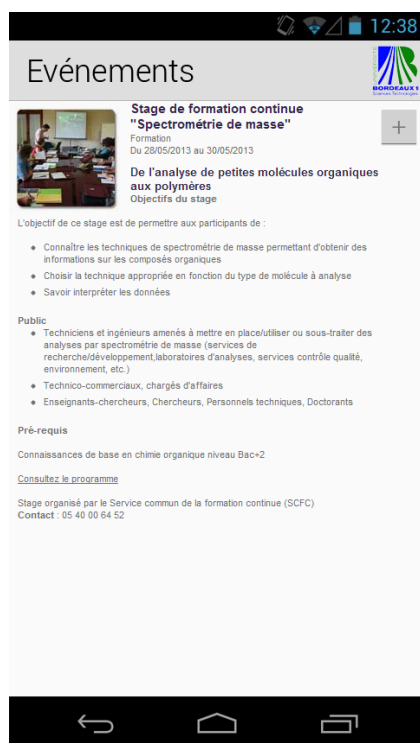 12:38
Evénements
UNIVERSITE
BORDEAUX 1
Sciences Technologies
Stage de formation continue
"Spectrométrie de masse"
Formation
Du 28/05/2013 au 30/05/2013
+
De l'analyse de petites molécules organiques
aux polymères
Objectifs du stage
L'objectif de ce stage est de permettre aux participants de :
Connaître les techniques de spectrométrie de masse permettant d'obtenir des
informations sur les composés organiques
Choisir la technique appropriée en fonction du type de molécule à analyse
Savoir interpréter les données
Public
Techniciens et ingénieurs amenés à mettre en place/utiliser ou sous-traiter des
analyses par spectrométrie de masse (services de
recherche/développement,laboratoires d'analyses, services contrôle qualité,
environnement, etc.)
Technico-commerciaux, chargés d'affaires
Enseignants-chercheurs, Chercheurs, Personnels techniques, Doctorants
Pré-requis
Connaissances de base en chimie organique niveau Bac+2
Consultez le programme
Stage organisé par le Service commun de la formation continue (SCFC)
Contact : 05 40 00 64 52